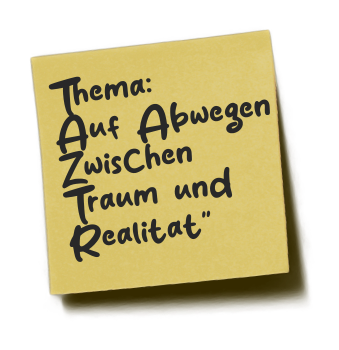 Thema:
Auf Abwegen
ZwisChen
Traum und
Realitat"